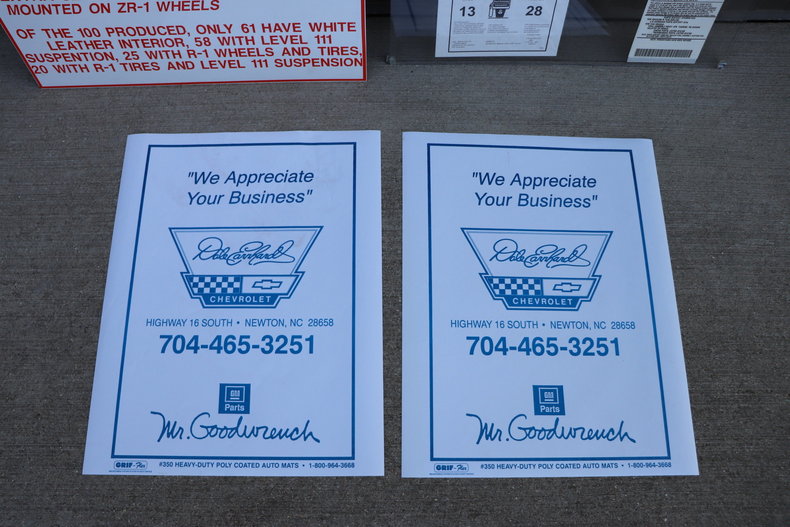 MOUNTED ON ZR-1 WHEELS
OF THE 100 PRODUCED, ONLY 61 HAVE WHITE
LEATHER INTERIOR, 58 WITH LEVEL 111
SUSPENTION, 25 WITH R-1 WHEELS AND TIRES,
20 WITH R-1 TIRES AND LEVEL 111 SUSPENSION
13 28
"We Appreciate
Your Business"
Dale Earnhardt
CHEVROLET
HIGHWAY 16 SOUTH • NEWTON, NC 28658
704-465-3251
GM
Parts
Mr. Goodwrench
GRIF-Flex
#350 HEAVY-DUTY POLY COATED AUTO MATS • 1-800-964-3668
"We Appreciate
Your Business"
Dale Earnhardt
CHEVROLET
HIGHWAY 16 SOUTH • NEWTON, NC 28658
704-465-3251
GM
Parts
Mr. Goodwrench
GRIF-Flex
#350 HEAVY-DUTY POLY COATED AUTO MATS • 1-800-964-3668